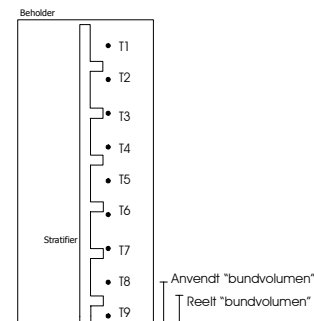 Beholder
T1
T2
T3
T4
T5
T6
Stratifier
T7
T8
Anvendt "bundvolumen"
Reelt "bundvolumen"
T9